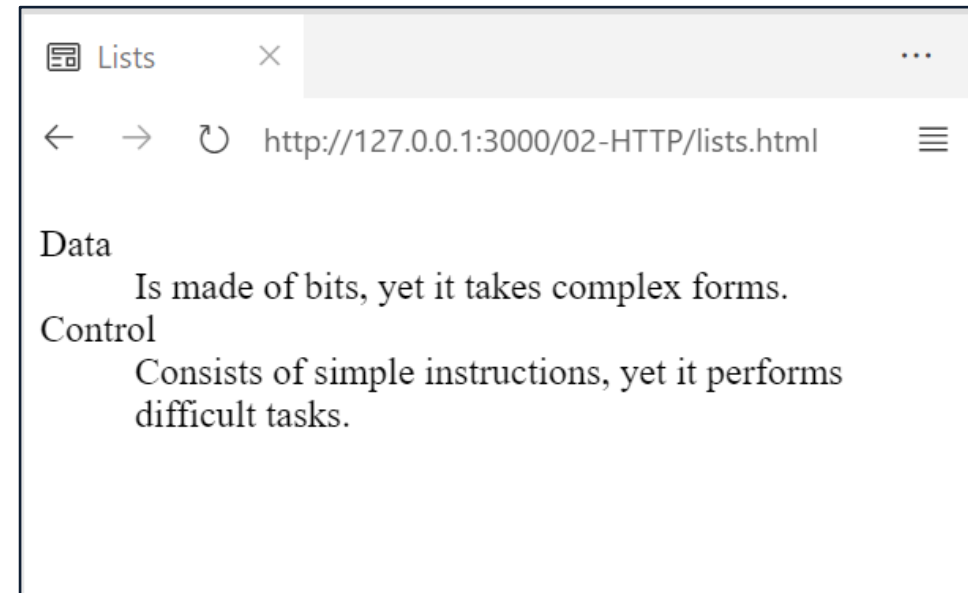 Lists
http://127.0.0.1:3000/02-HTTP/lists.html
Data
Is made of bits, yet it takes complex forms.
Control
Consists of simple instructions, yet it performs
difficult tasks.